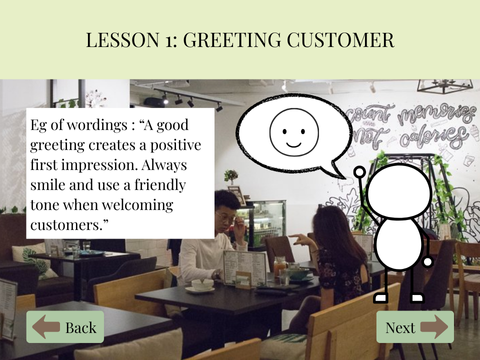 LESSON 1: GREETING CUSTOMER
Eg of wordings : “A good
greeting creates a positive
first impression. Always
smile and use a friendly
tone when welcoming
customers.”
count memories
not calories
Back
Next